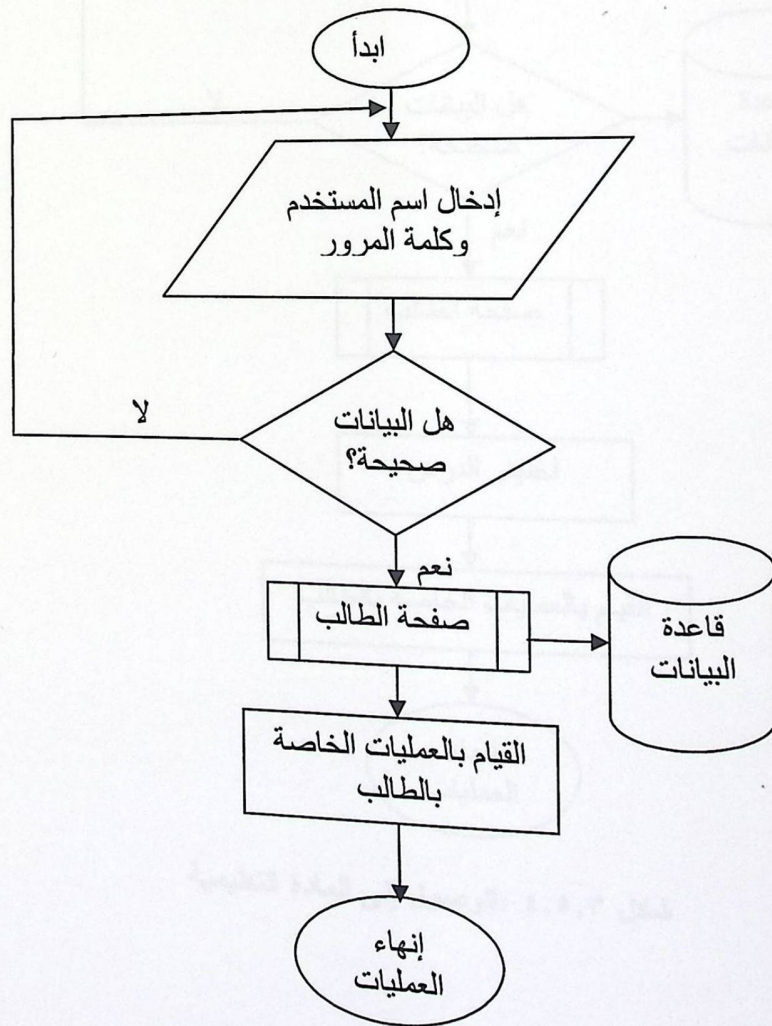 ابدأ
إدخال اسم المستخدم
وكلمة المرور
هل البيانات
صحيحة؟
لا
نعم
صفحة الطالب
قاعدة
البيانات
القيام بالعمليات الخاصة
بالطالب
إنهاء
العمليات